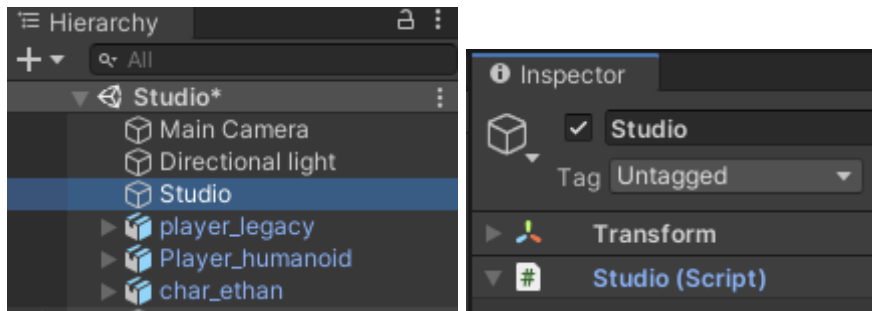 Hierarchy
All
Studio*
Main Camera
Directional light
Studio
player_legacy
Player_humanoid
char_ethan
Inspector
Studio
Tag Untagged
Transform
# Studio (Script)